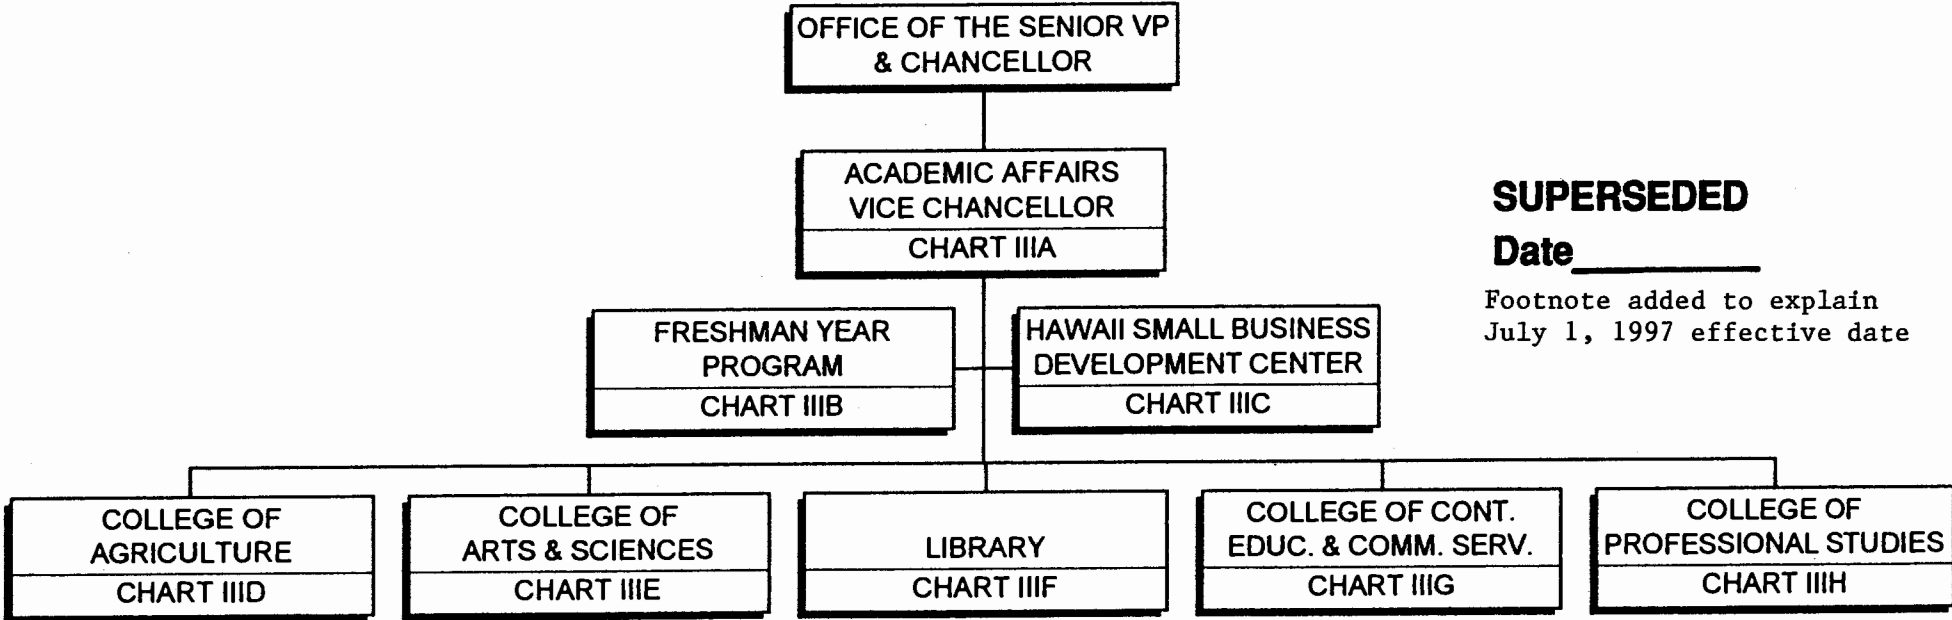 OFFICE OF THE SENIOR VP
& CHANCELLOR
ACADEMIC AFFAIRS
VICE CHANCELLOR
CHART IIIA
SUPERSEDED
Date
Footnote added to explain
July 1, 1997 effective date
FRESHMAN YEAR
PROGRAM
CHART IIIB
HAWAII SMALL BUSINESS
DEVELOPMENT CENTER
CHART IIIC
COLLEGE OF
AGRICULTURE
CHART IIID
COLLEGE OF
ARTS & SCIENCES
CHART IIIE
LIBRARY
CHART IIIF
COLLEGE OF CONT.
EDUC. & COMM. SERV.
CHART IIIG
COLLEGE OF
PROFESSIONAL STUDIES
CHART IIIH